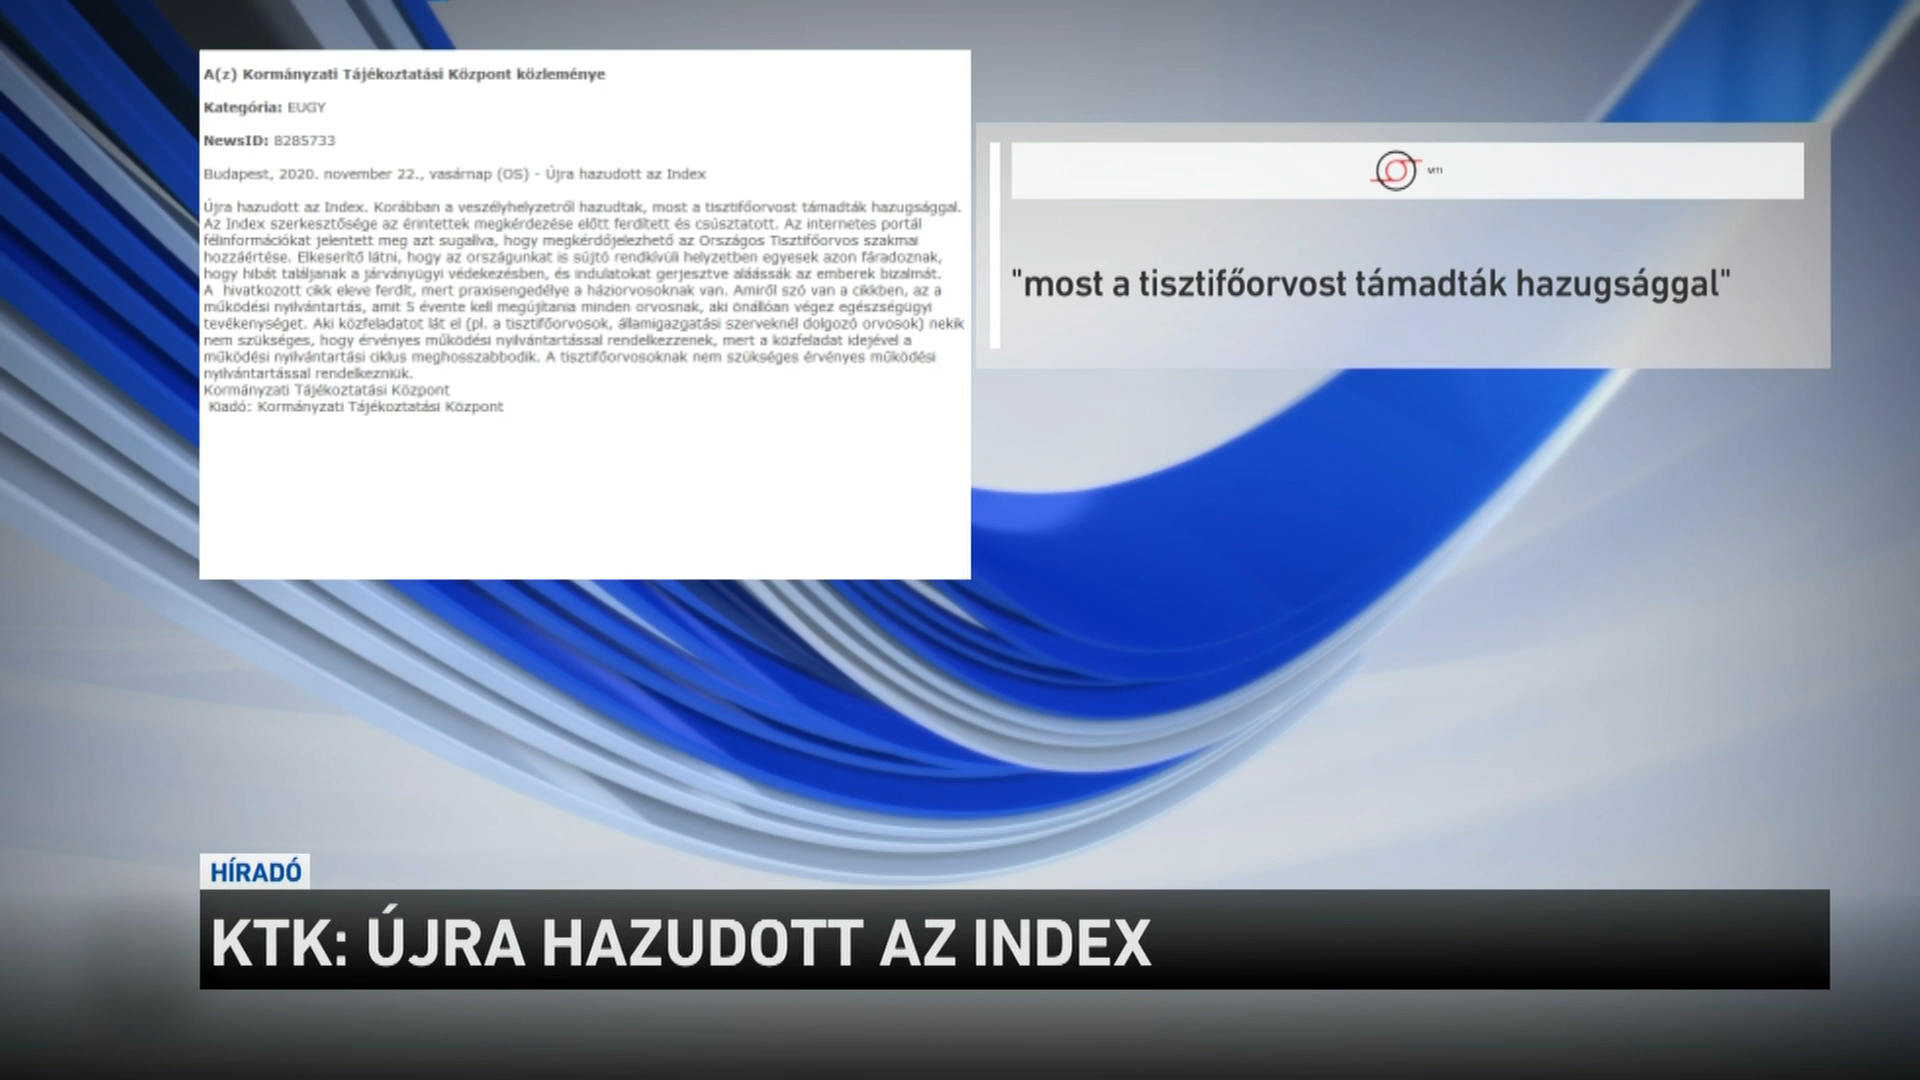 A(z) Kormányzati Tájékoztatási Központ közleménye
Kategória: EUGY
NewsID: 8285733
Budapest, 2020. november 22., vasárnap (OS) - Újra hazudott az Index
Újra hazudott az Index. Korábban a veszélyhelyzetről hazudtak, most a tisztifőorvost támadták hazugsággal.
Az Index szerkesztősége az érintettek megkérdezése előtt ferdített és csúsztatott. Az internetes portál
félinformációkat jelentett meg azt sugallva, hogy megkérdőjelezhető az Országos Tisztifőorvos szakmai
hozzáértése. Elkeserítő látni, hogy az országunkat is sújtó rendkívüli helyzetben egyesek azon fáradoznak,
hogy hibát találjanak a járványügyi védekezésben, és indulatokat gerjesztve aláássák az emberek bizalmát.
A hivatkozott cikk eleve ferdít, mert praxisengedélye a háziorvosoknak van. Amiről szó van a cikkben, az a
működési nyilvántartás, amit 5 évente kell megújítania minden orvosnak, aki önállóan végez egészségügyi
tevékenységet. Aki közfeladatot lát el (pl. a tisztifőorvosok, államigazgatási szerveknél dolgozó orvosok) nekik
nem szükséges, hogy érvényes működési nyilvántartással rendelkezzenek, mert a közfeladat idejével a
működési nyilvántartási ciklus meghosszabbodik. A tisztifőorvosoknak nem szükséges érvényes működési
nyilvántartással rendelkezniük.
Kormányzati Tájékoztatási Központ
Kiadó: Kormányzati Tájékoztatási Központ
MTI
"most a tisztifőorvost támadták hazugsággal"
HÍRADÓ
KTK: ÚJRA HAZUDOTT AZ INDEX